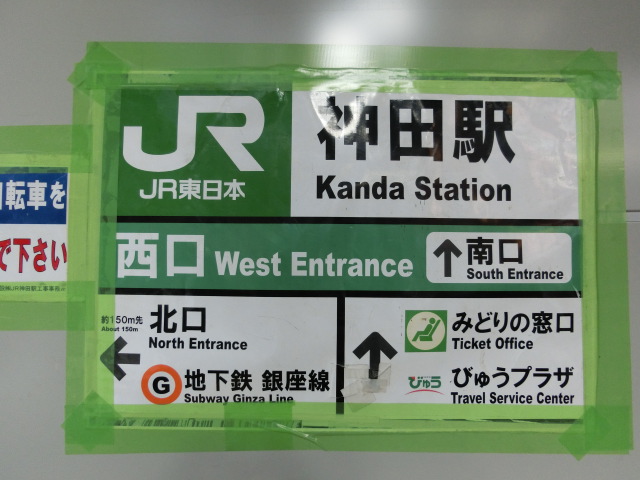 JR
JR東日本
神田駅
Kanda Station
西口 West Entrance
南口
South Entrance
約150m先
About 150m
北口
North Entrance
G
地下鉄 銀座線
Subway Ginza Line
みどりの窓口
Ticket Office
びゅう
びゅうプラザ
Travel Service Center
転車を
で下さい